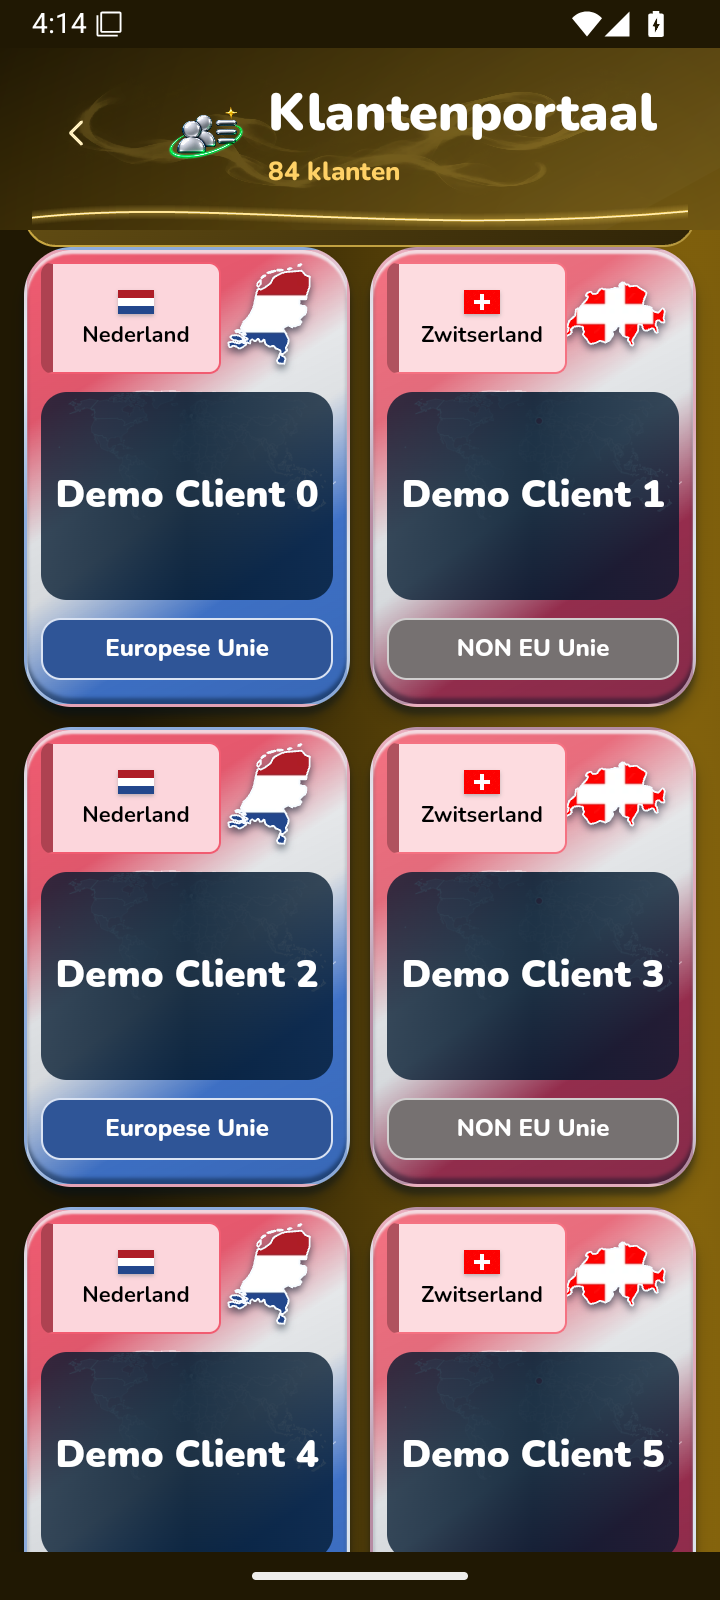 4:14
Klantenportaal
84 klanten
Nederland
Zwitserland
Demo Client 0
Demo Client 1
Europese Unie
NON EU Unie
Nederland
Zwitserland
Demo Client 2
Demo Client 3
Europese Unie
NON EU Unie
Nederland
Zwitserland
Demo Client 4
Demo Client 5